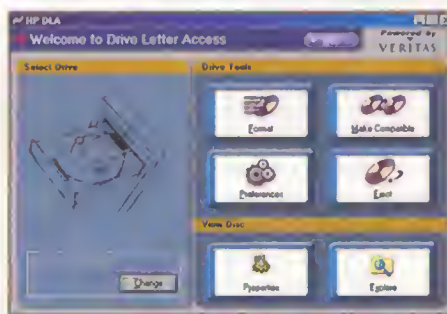 HP DLA
Powered by
Welcome to Drive Letter Access
VERITAS
Select Drive
Drive Tools
Format
Make Compatible
Preferences
Eject
View Disc
Change
Properties
Explore